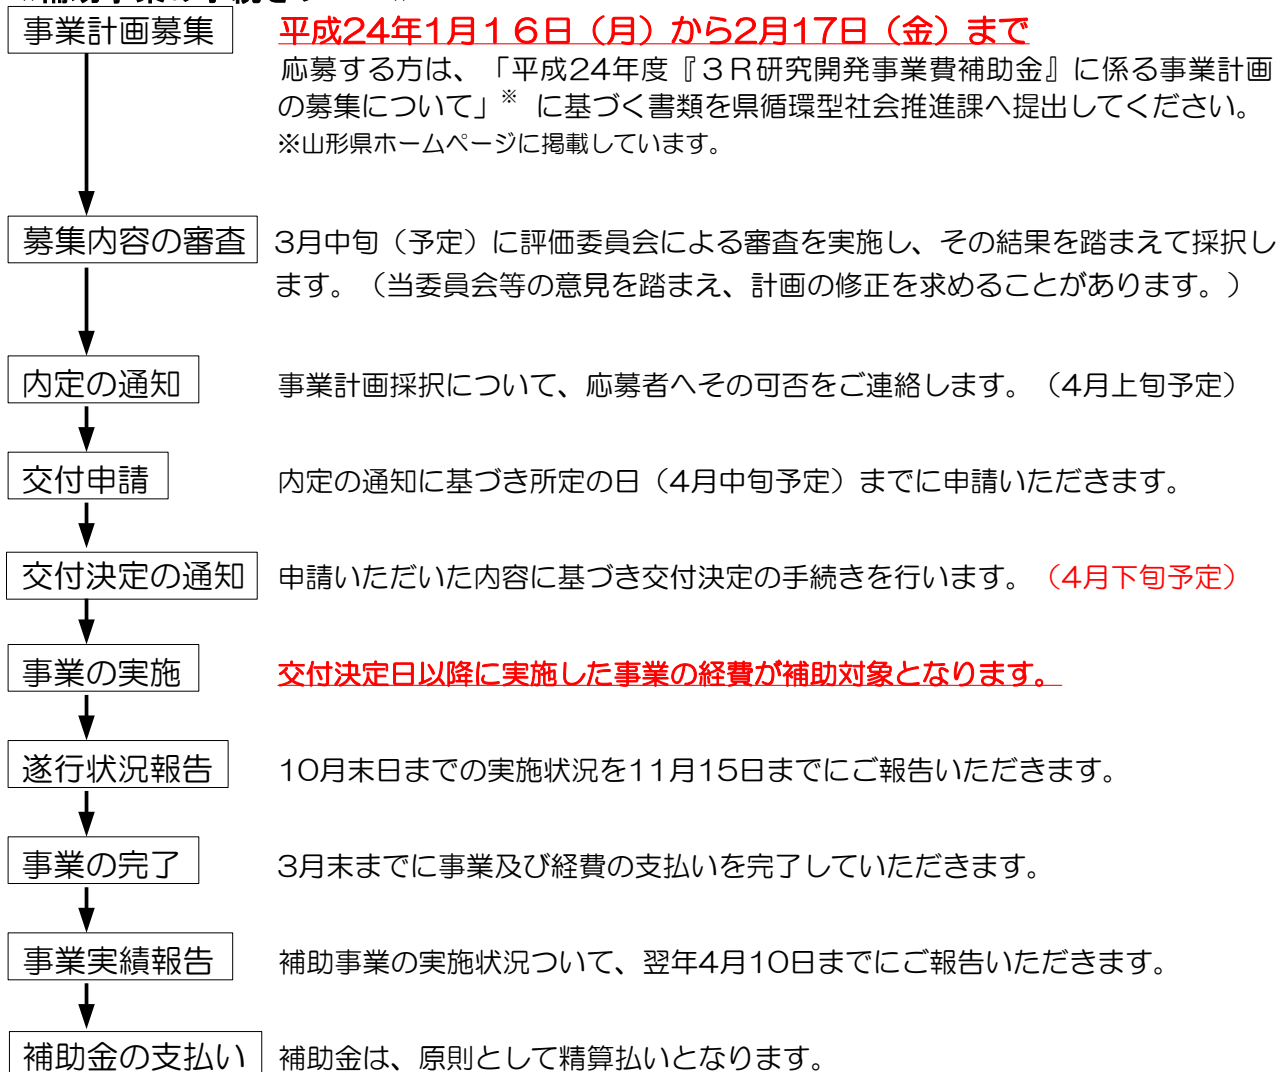 事業計画募集
平成24年1月16日（月）から2月17日（金）まで
応募する方は、「平成24年度『3R研究開発事業費補助金』に係る事業計画
の募集について」※ に基づく書類を県循環型社会推進課へ提出してください。
※山形県ホームページに掲載しています。
募集内容の審査
3月中旬（予定）に評価委員会による審査を実施し、その結果を踏まえて採択し
ます。（当委員会等の意見を踏まえ、計画の修正を求めることがあります。）
内定の通知
事業計画採択について、応募者へその可否をご連絡します。（4月上旬予定）
交付申請
内定の通知に基づき所定の日（4月中旬予定）までに申請いただきます。
交付決定の通知
申請いただいた内容に基づき交付決定の手続きを行います。（4月下旬予定）
事業の実施
交付決定日以降に実施した事業の経費が補助対象となります。
遂行状況報告
10月末日までの実施状況を11月15日までにご報告いただきます。
事業の完了
3月末までに事業及び経費の支払いを完了していただきます。
事業実績報告
補助事業の実施状況ついて、翌年4月10日までにご報告いただきます。
補助金の支払い
補助金は、原則として精算払いとなります。